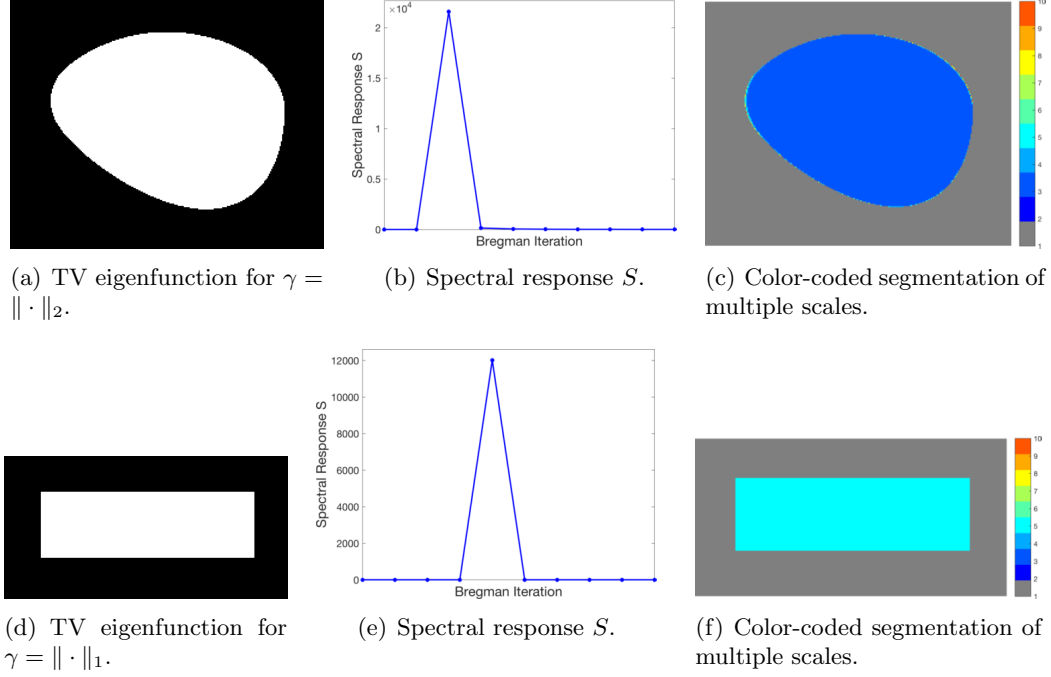 ×10⁴
2
1.5
1
0.5
0
Spectral Response S
Bregman Iteration
10
9
8
7
6
5
4
3
2
1
(a) TV eigenfunction for γ =
‖ · ‖₂.
(b) Spectral response S.
(c) Color-coded segmentation of
multiple scales.
12000
10000
8000
6000
4000
2000
0
Spectral Response S
Bregman Iteration
10
9
8
7
6
5
4
3
2
1
(d) TV eigenfunction for
γ = ‖ · ‖₁.
(e) Spectral response S.
(f) Color-coded segmentation of
multiple scales.